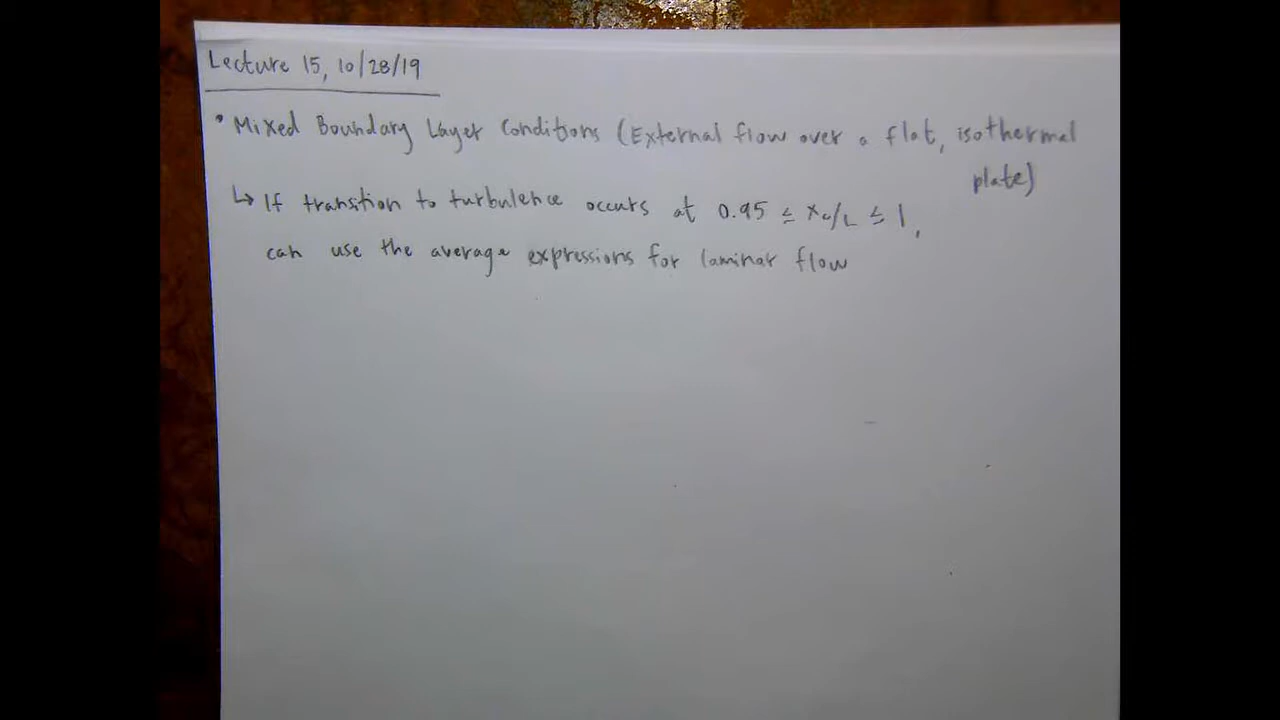 Lecture 15, 10/28/19
• Mixed Boundary Layer Conditions (External flow over a flat, isothermal
plate)
↳ If transition to turbulence occurs at 0.95 ≤ xc/L ≤ 1,
can use the average expressions for laminar flow